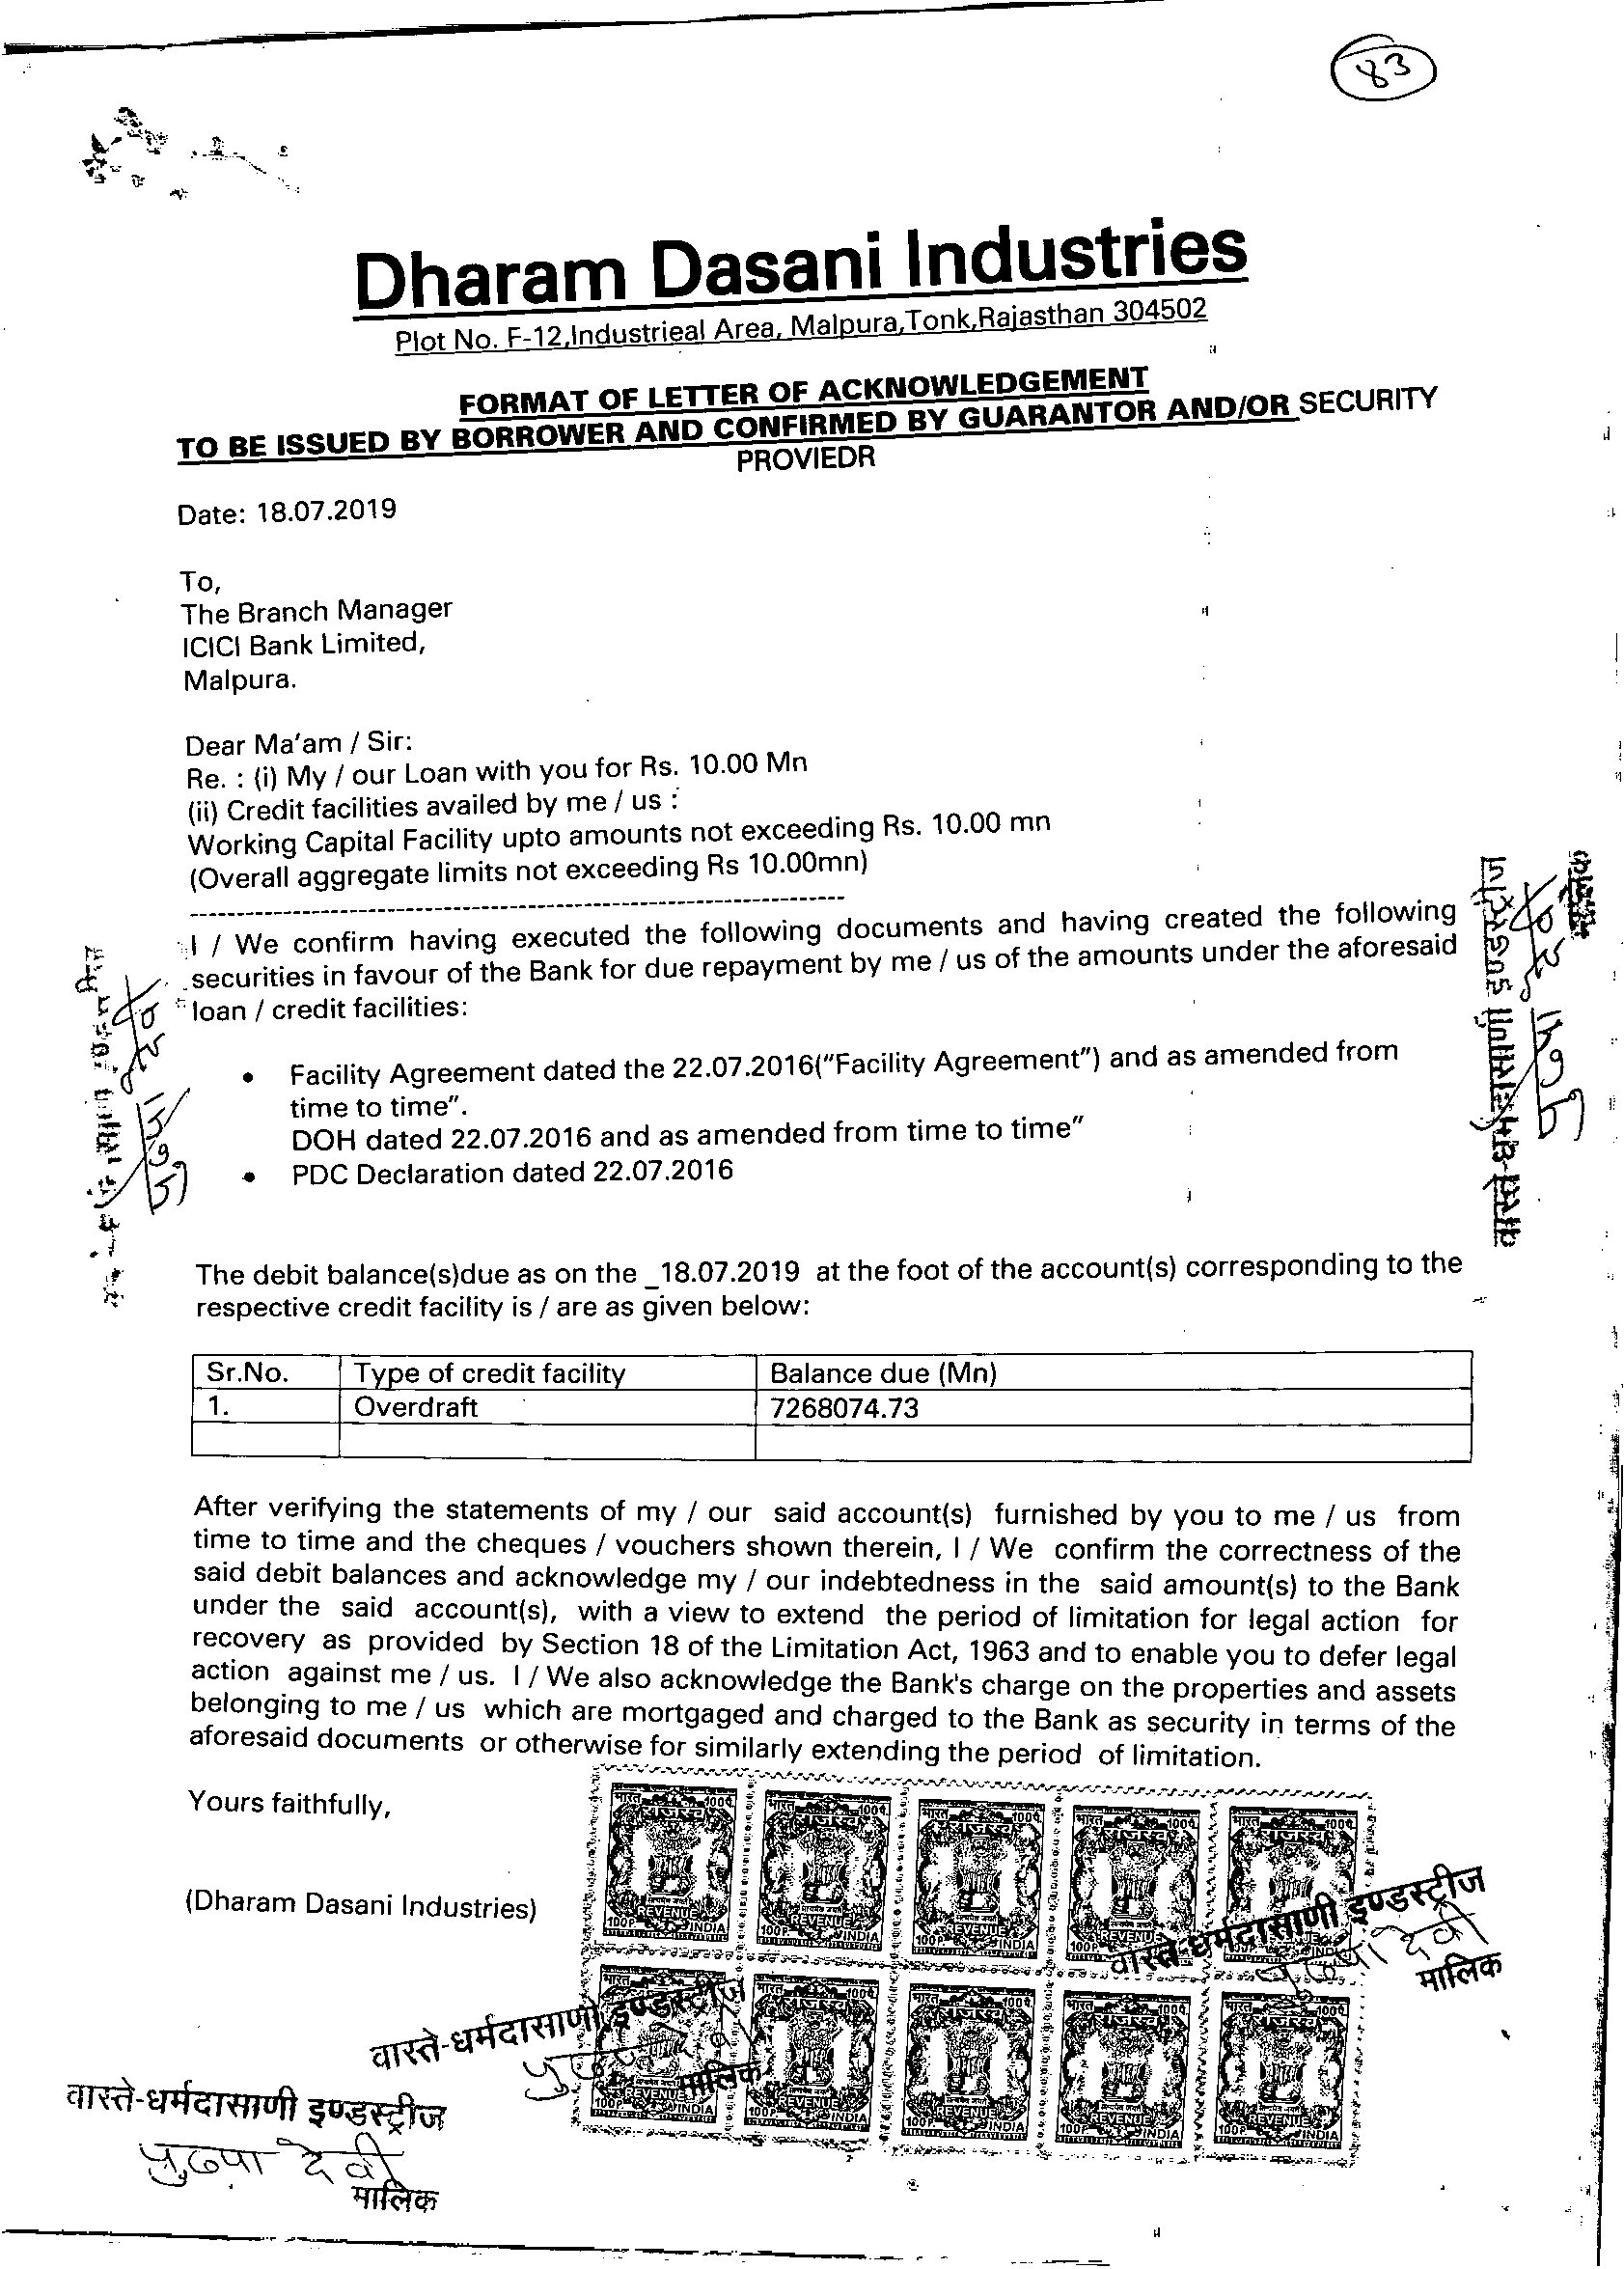 83
Dharam Dasani Industries
Plot No. F-12,Industrieal Area, Malpura,Tonk,Rajasthan 304502
FORMAT OF LETTER OF ACKNOWLEDGEMENT
TO BE ISSUED BY BORROWER AND CONFIRMED BY GUARANTOR AND/OR SECURITY
PROVIEDR
Date: 18.07.2019
To,
The Branch Manager
ICICI Bank Limited,
Malpura.
Dear Ma'am / Sir:
Re. : (i) My / our Loan with you for Rs. 10.00 Mn
(ii) Credit facilities availed by me / us :
Working Capital Facility upto amounts not exceeding Rs. 10.00 mn
(Overall aggregate limits not exceeding Rs 10.00mn)
--------------------------------------------------------------------
I / We confirm having executed the following documents and having created the following
securities in favour of the Bank for due repayment by me / us of the amounts under the aforesaid
loan / credit facilities:
• Facility Agreement dated the 22.07.2016("Facility Agreement") and as amended from
time to time".
DOH dated 22.07.2016 and as amended from time to time"
• PDC Declaration dated 22.07.2016
The debit balance(s)due as on the _18.07.2019 at the foot of the account(s) corresponding to the
respective credit facility is / are as given below:
Sr.No. Type of credit facility Balance due (Mn)
1. Overdraft 7268074.73
After verifying the statements of my / our said account(s) furnished by you to me / us from
time to time and the cheques / vouchers shown therein, I / We confirm the correctness of the
said debit balances and acknowledge my / our indebtedness in the said amount(s) to the Bank
under the said account(s), with a view to extend the period of limitation for legal action for
recovery as provided by Section 18 of the Limitation Act, 1963 and to enable you to defer legal
action against me / us. I / We also acknowledge the Bank's charge on the properties and assets
belonging to me / us which are mortgaged and charged to the Bank as security in terms of the
aforesaid documents or otherwise for similarly extending the period of limitation.
Yours faithfully,
(Dharam Dasani Industries)
वास्ते-धर्मदासाणी इण्डस्ट्रीज
देवी
मालिक
वास्ते-धर्मदासाणी इण्डस्ट्रीज
मालिक
वास्ते-धर्मदासाणी इण्डस्ट्रीज
देवी
मालिक